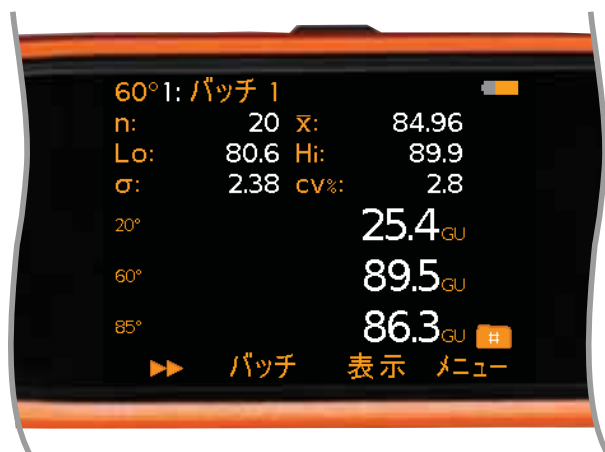 60°1: バッチ 1
n: 20 x̅: 84.96
Lo: 80.6 Hi: 89.9
σ: 2.38 cv%: 2.8
20° 25.4GU
60° 89.5GU
85° 86.3GU #
バッチ 表示 メニュー